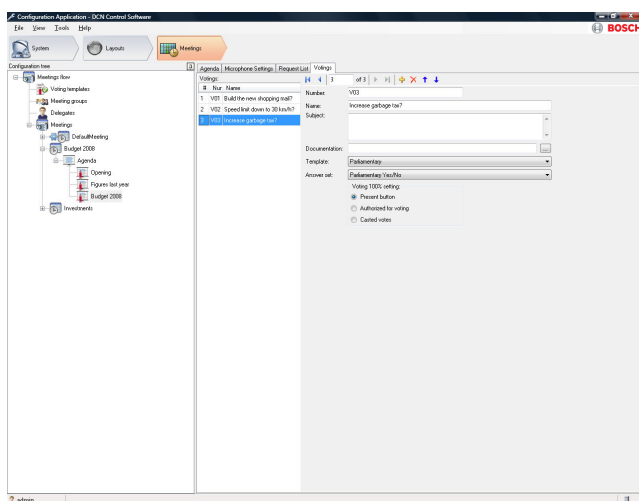 Configuration Application - DCN Control Software
File View Tools Help
BOSCH
System Layouts Meetings
Configuration tree
Meetings flow
Voting templates
Meeting groups
Delegates
Meetings
DefaultMeeting
Budget 2008
Agenda
Opening
Figures last year
Budget 2008
Investments
Agenda Microphone Settings Request List Votings
Votings:
# Nur Name
1 V01 Build the new shopping mall?
2 V02 Speed limit down to 30 km/h?
3 V03 Increase garbage tax?
3 of 3
Number: V03
Name: Increase garbage tax?
Subject:
Documentation: ...
Template: Parliamentary
Answer set: Parliamentary Yes/No
Voting 100% setting:
Present button
Authorized for voting
Casted votes
admin